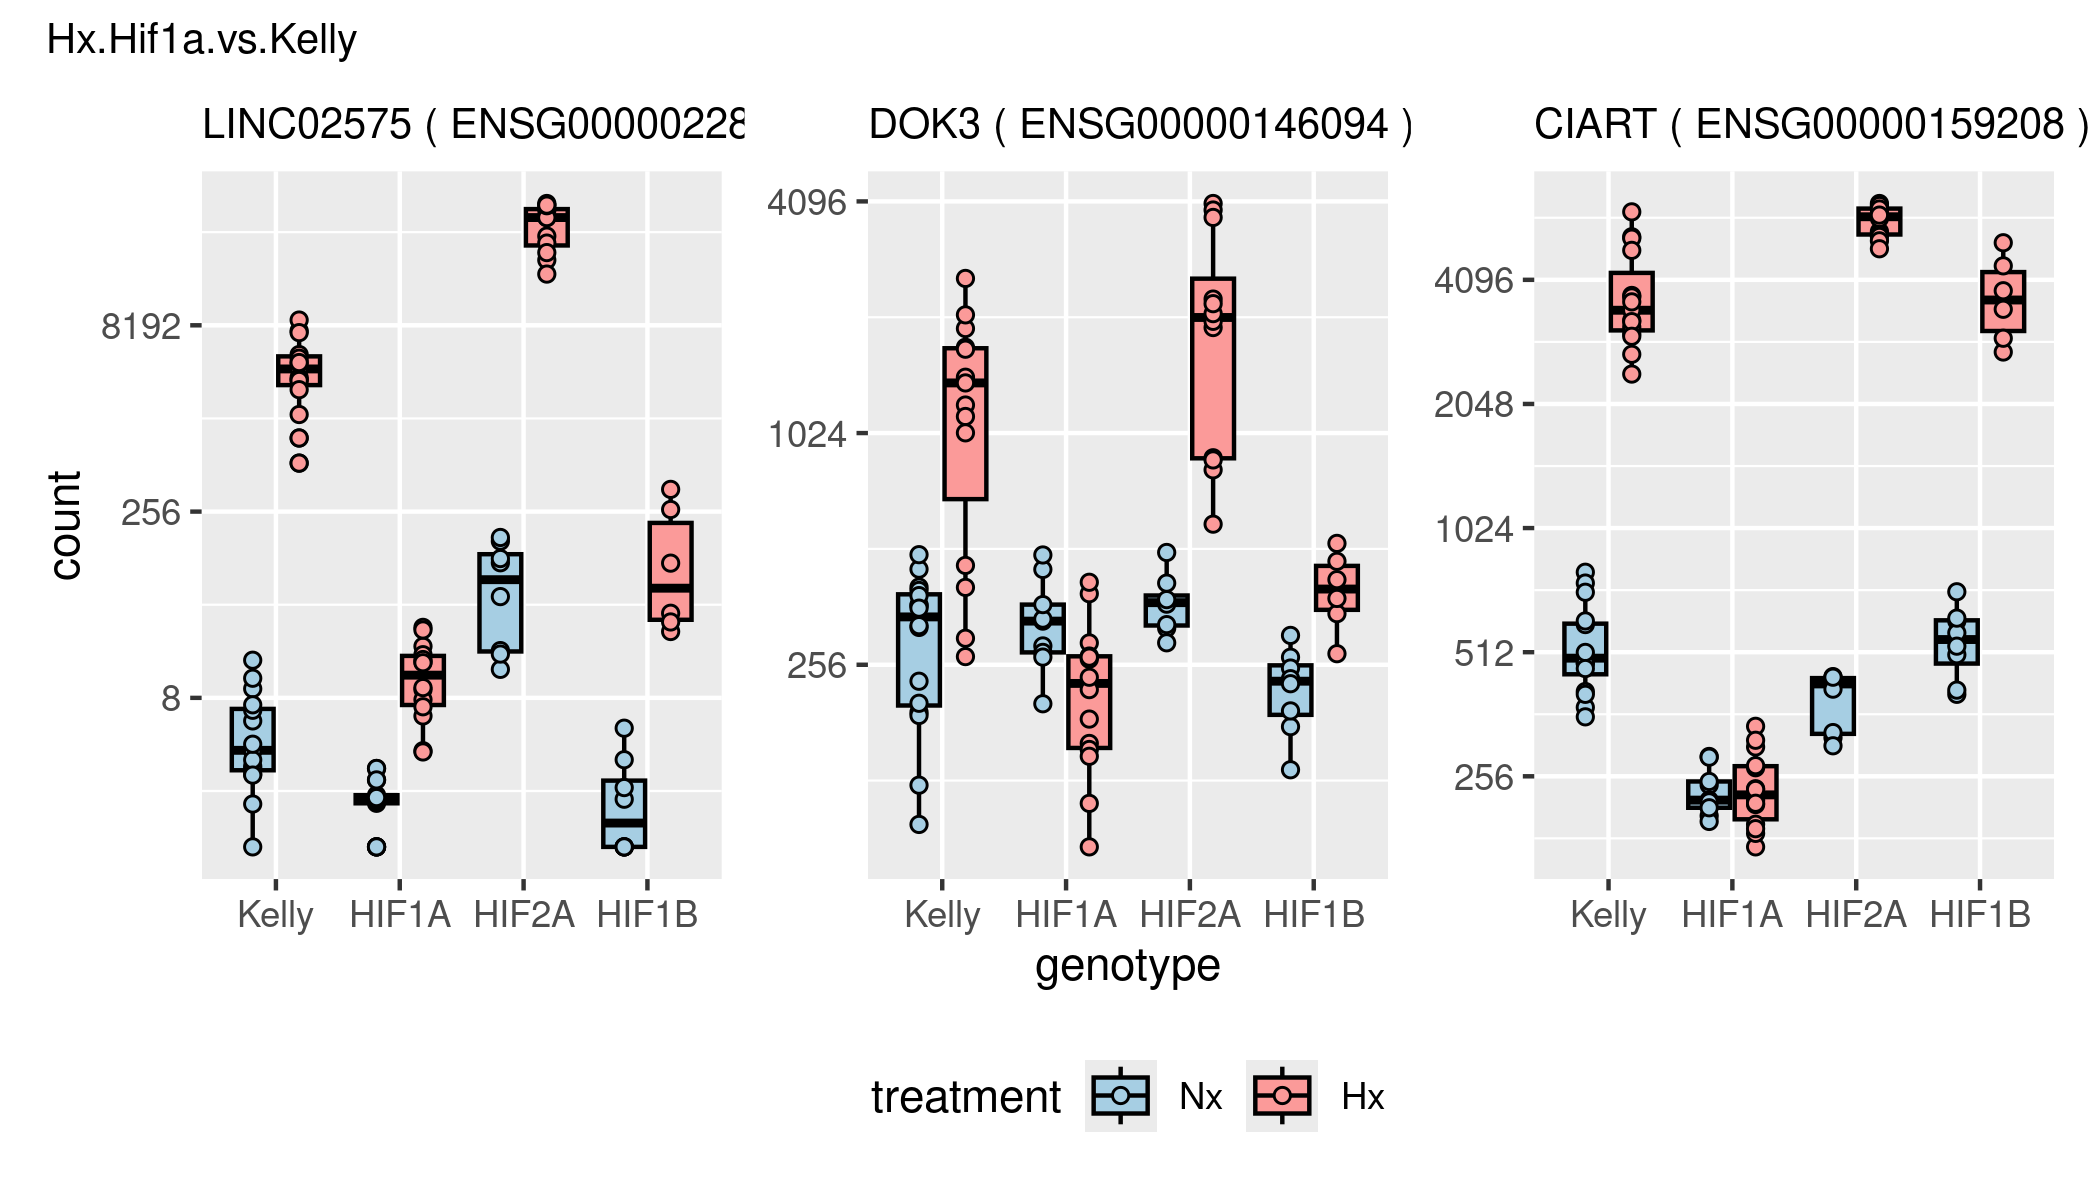 Hx.Hif1a.vs.Kelly
LINC02575 ( ENSG00000228
DOK3 ( ENSG00000146094 )
CIART ( ENSG00000159208 )
count
8192
256
8
4096
1024
256
4096
2048
1024
512
256
Kelly HIF1A HIF2A HIF1B
Kelly HIF1A HIF2A HIF1B
Kelly HIF1A HIF2A HIF1B
genotype
treatment Nx Hx